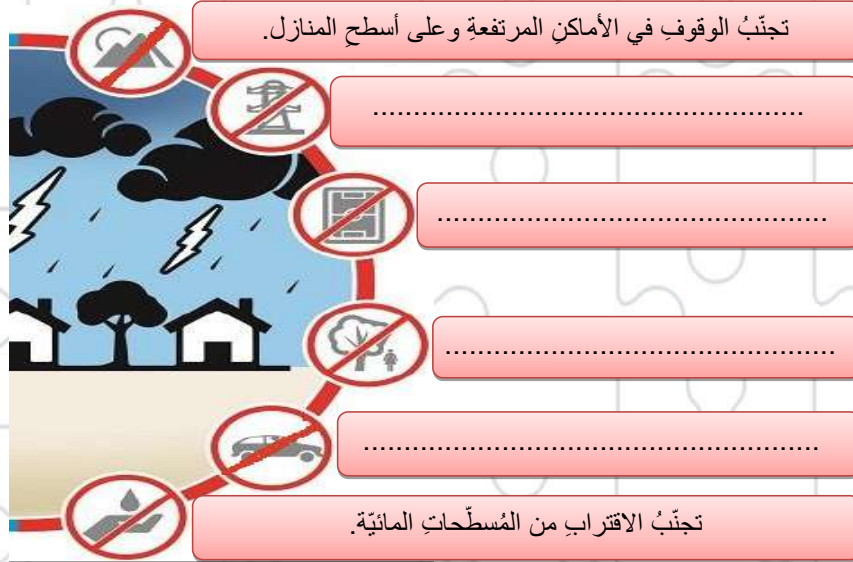 تجنّبُ الوقوفِ في الأماكنِ المرتفعةِ وعلى أسطحِ المنازل.
.....................................................
................................................
................................................
........................................................
تجنّبُ الاقترابِ من المُسطّحاتِ المائيّة.